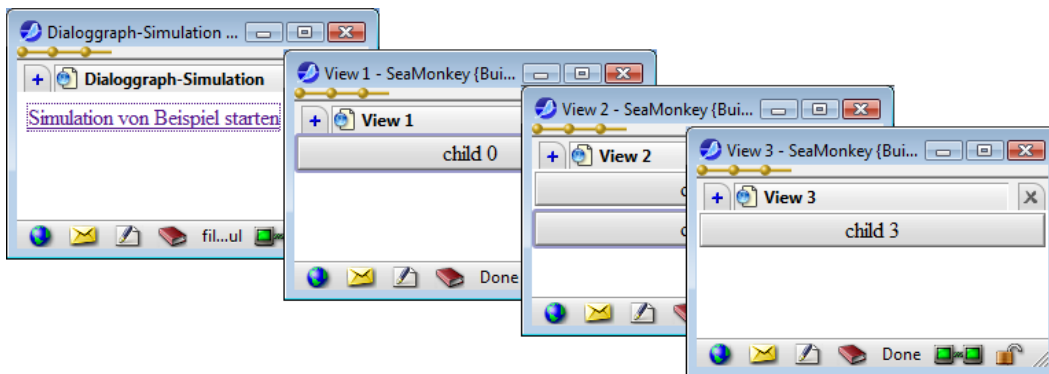 Dialoggraph-Simulation ...
+ Dialoggraph-Simulation
Simulation von Beispiel starten
fil...ul
View 1 - SeaMonkey {Bui...
+ View 1
child 0
Done
View 2 - SeaMonkey {Bui...
+ View 2
c
c
View 3 - SeaMonkey {Bui...
+ View 3
child 3
Done